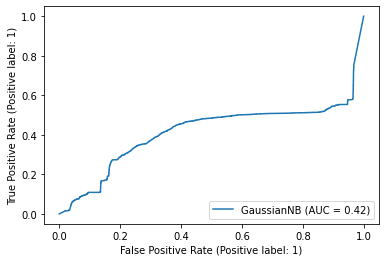 1.0
0.8
0.6
0.4
0.2
0.0
True Positive Rate (Positive label: 1)
GaussianNB (AUC = 0.42)
0.0 0.2 0.4 0.6 0.8 1.0
False Positive Rate (Positive label: 1)